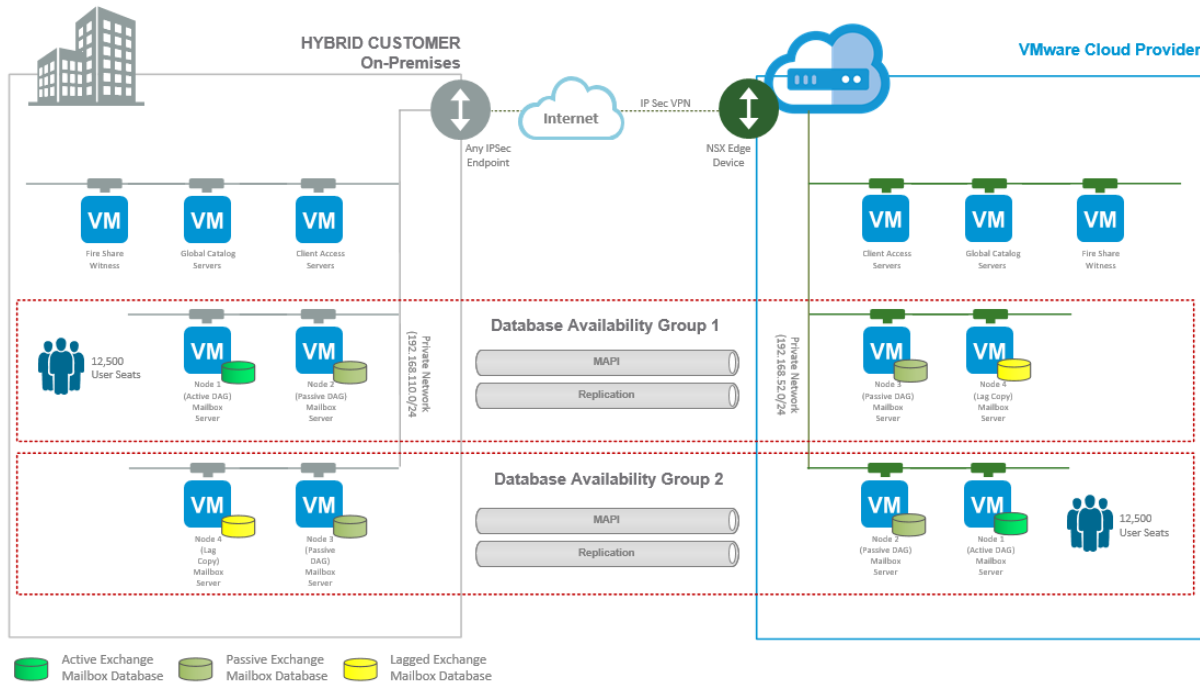 HYBRID CUSTOMER
On-Premises
VMware Cloud Provider
Internet
IP Sec VPN
Any IPSec
Endpoint
NSX Edge
Device
VM
Fire Share
Witness
VM
Global Catalog
Servers
VM
Client Access
Servers
VM
Client Access
Servers
VM
Global Catalog
Servers
VM
Fire Share
Witness
12,500
User Seats
VM
Node 1
(Active DAG)
Mailbox
Server
VM
Node 2
(Passive DAG)
Mailbox
Server
Private Network
(192.168.110.0/24
Database Availability Group 1
MAPI
Replication
Private Network
(192.168.52.0/24
VM
Node 3
(Passive DAG)
Mailbox
Server
VM
Node 4
(Lag Copy)
Mailbox
Server
VM
Node 4
(Lag
Copy)
Mailbox
Server
VM
Node 3
(Passive
DAG)
Mailbox
Server
Database Availability Group 2
MAPI
Replication
VM
Node 2
(Passive DAG)
Mailbox
Server
VM
Node 1
(Active DAG)
Mailbox
Server
12,500
User Seats
Active Exchange
Mailbox Database
Passive Exchange
Mailbox Database
Lagged Exchange
Mailbox Database